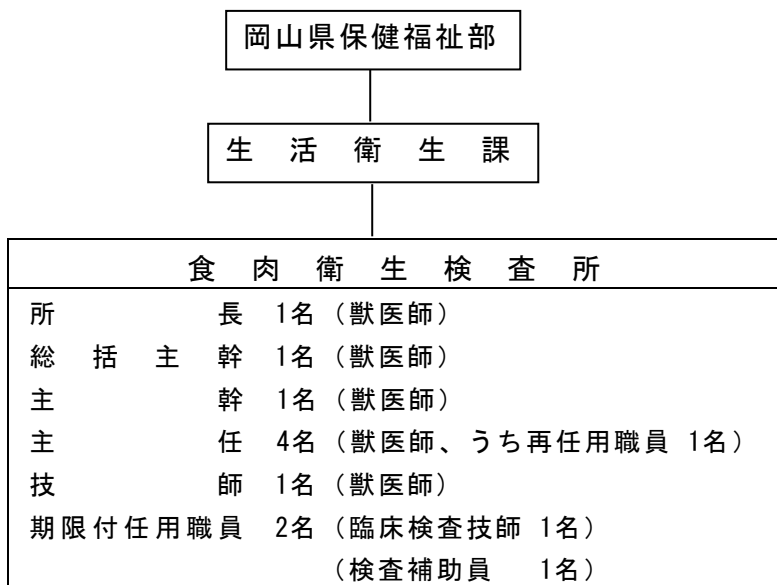 岡山県保健福祉部
生活衛生課
食肉衛生検査所
所長 1名（獣医師）
総括主幹 1名（獣医師）
主幹 1名（獣医師）
主任 4名（獣医師、うち再任用職員 1名）
技師 1名（獣医師）
期限付任用職員 2名（臨床検査技師 1名）
（検査補助員 1名）